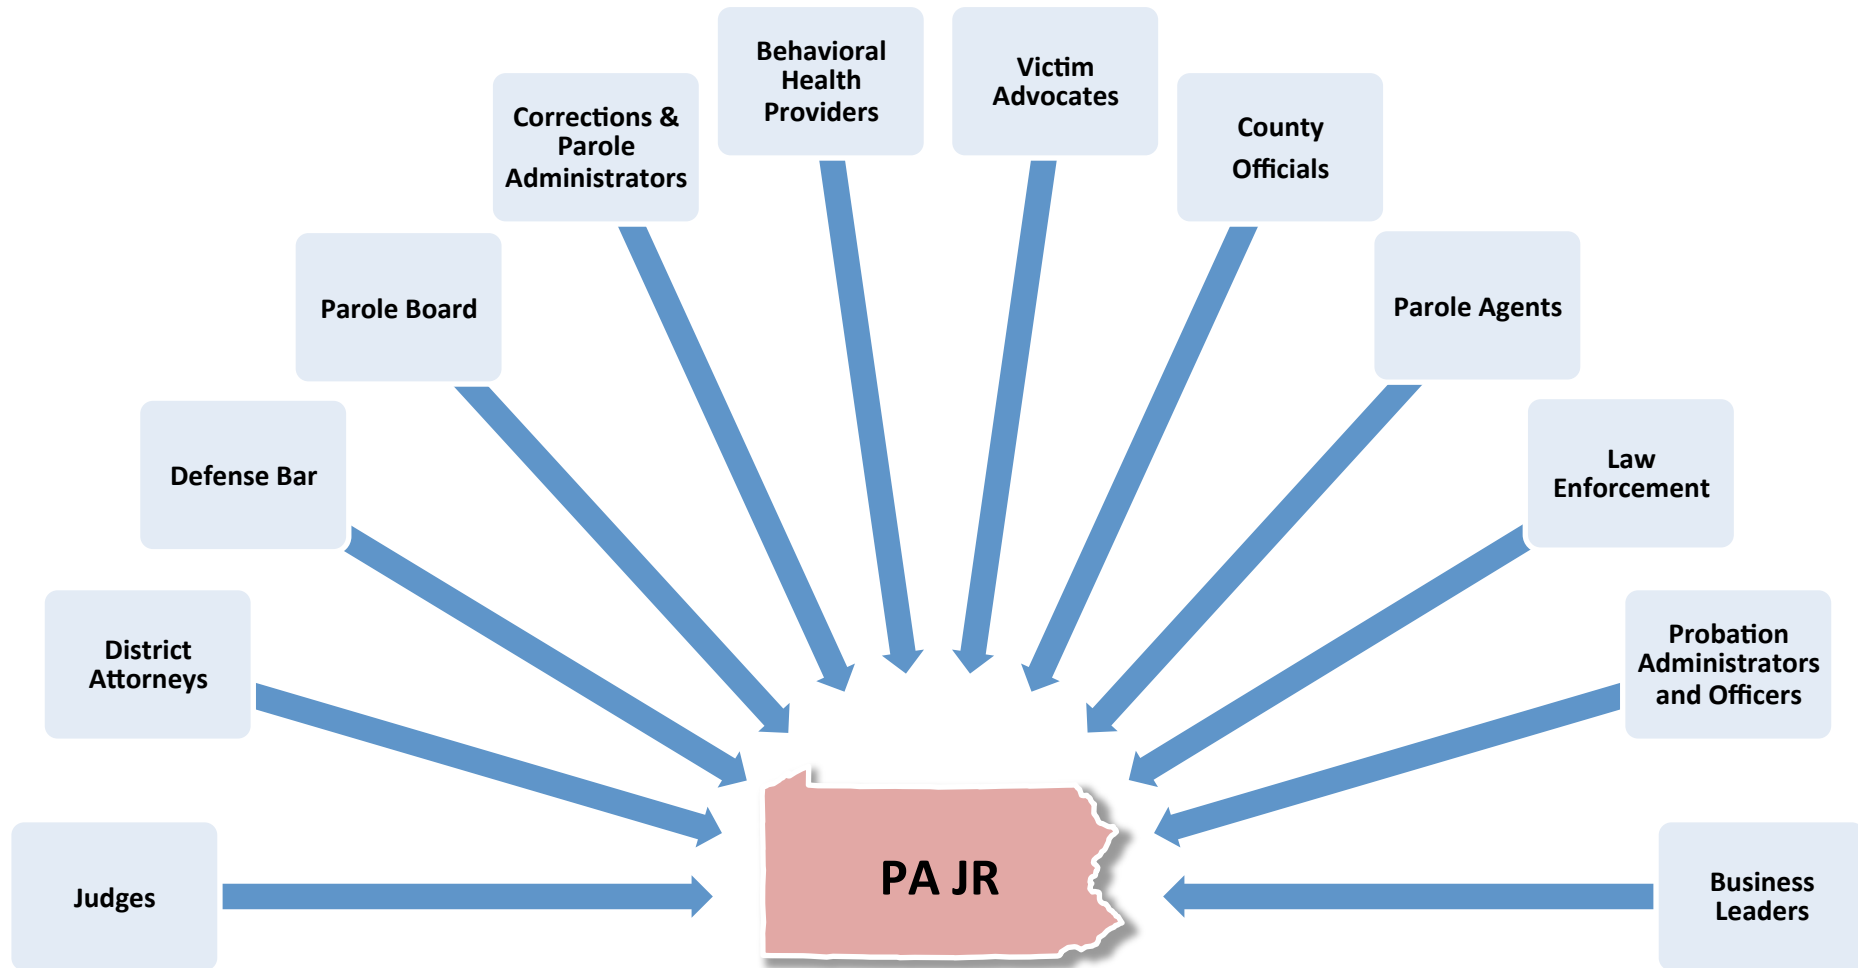 Behavioral
Health
Providers
Victim
Advocates
Corrections &
Parole
Administrators
County
Officials
Parole Board
Parole Agents
Defense Bar
Law
Enforcement
District
Attorneys
Probation
Administrators
and Officers
Judges
PA JR
Business
Leaders